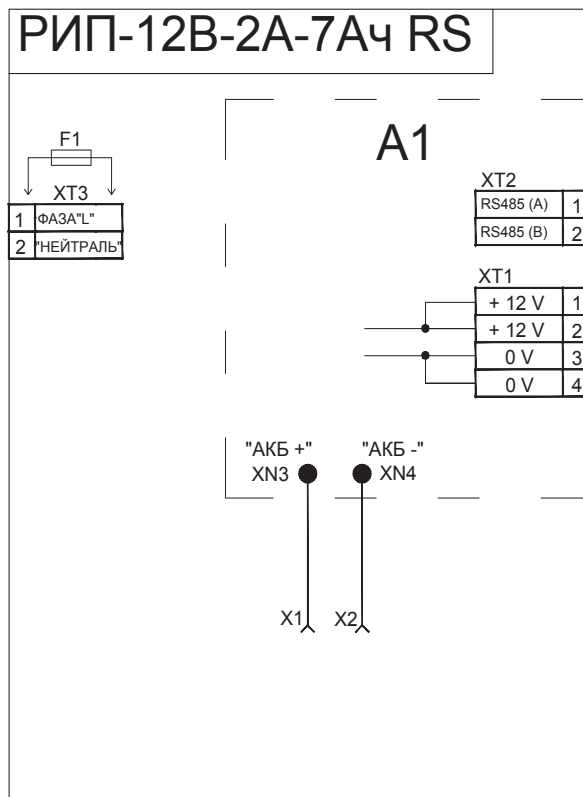 РИП-12В-2А-7Ач RS
A1
F1
XT3
1 ФАЗА"L"
2 "НЕЙТРАЛЬ"
XT2
RS485 (A) 1
RS485 (B) 2
XT1
+ 12 V 1
+ 12 V 2
0 V 3
0 V 4
"АКБ +" "АКБ -"
XN3 XN4
X1 X2